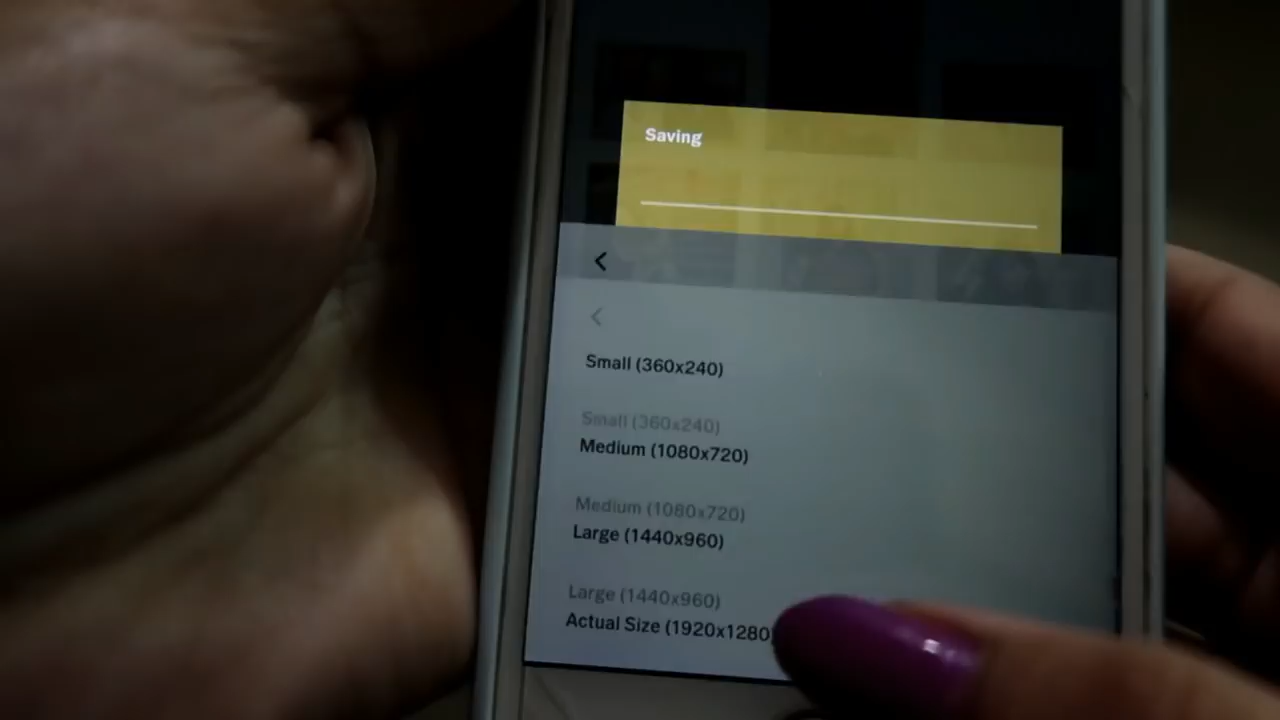 Saving
Small (360x240)
Small (360x240)
Medium (1080x720)
Medium (1080x720)
Large (1440x960)
Large (1440x960)
Actual Size (1920x1280)